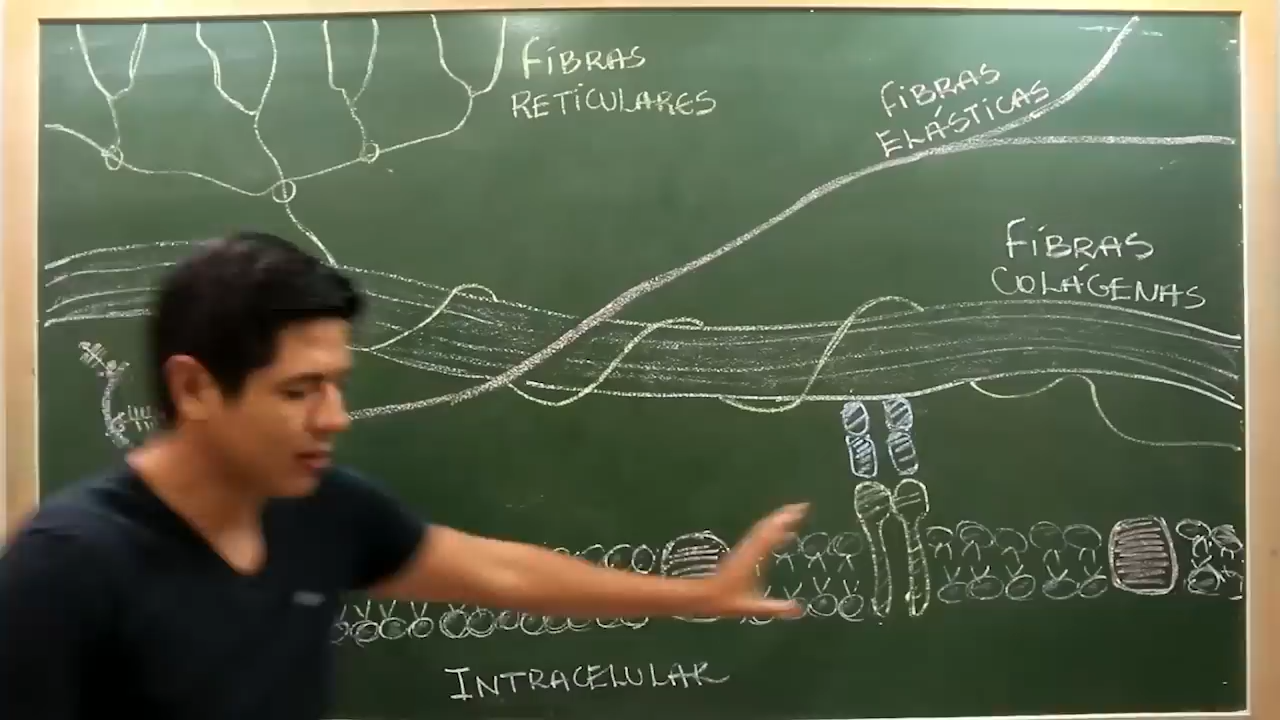 FIBRAS
RETICULARES
FIBRAS
ELÁSTICAS
FIBRAS
COLÁGENAS
INTRACELULAR